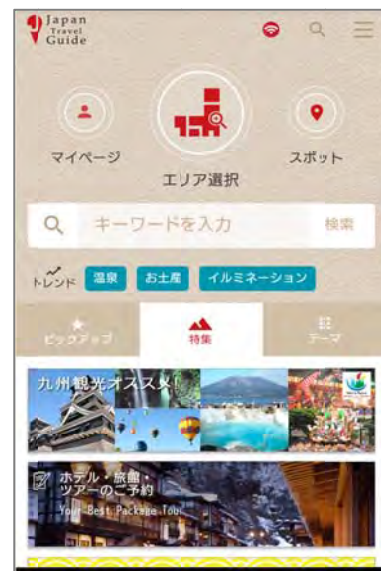 Japan
Travel
Guide
マイページ
エリア選択
スポット
キーワードを入力
検索
トレンド
温泉
お土産
イルミネーション
ピックアップ
特集
テーマ
九州観光オススメ!
ホテル・旅館・
ツアーのご予約
Your Best Package Tour